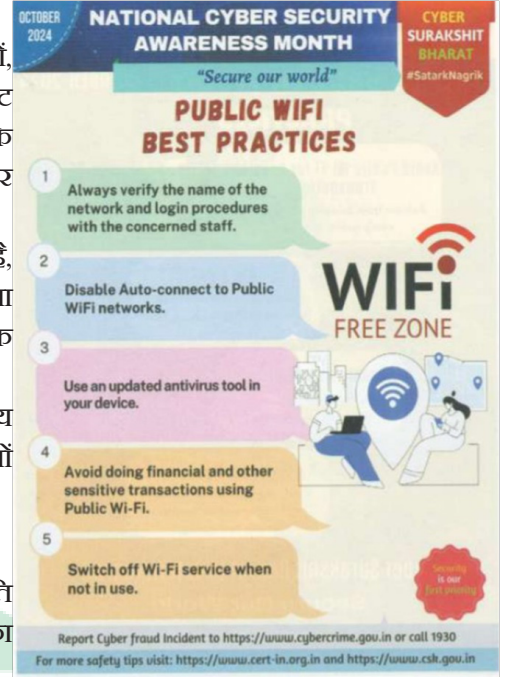 OCTOBER
2024
NATIONAL CYBER SECURITY
AWARENESS MONTH
CYBER
SURAKSHIT
BHARAT
#SatarkNagrik
"Secure our world"
PUBLIC WIFI
BEST PRACTICES
1
Always verify the name of the
network and login procedures
with the concerned staff.
2
Disable Auto-connect to Public
WiFi networks.
3
Use an updated antivirus tool in
your device.
4
Avoid doing financial and other
sensitive transactions using
Public Wi-Fi.
5
Switch off Wi-Fi service when
not in use.
WIFi
FREE ZONE
Security
is our
first priority
Report Cyber fraud Incident to https://www.cybercrime.gov.in or call 1930
For more safety tips visit: https://www.cert-in.org.in and https://www.csk.gov.in